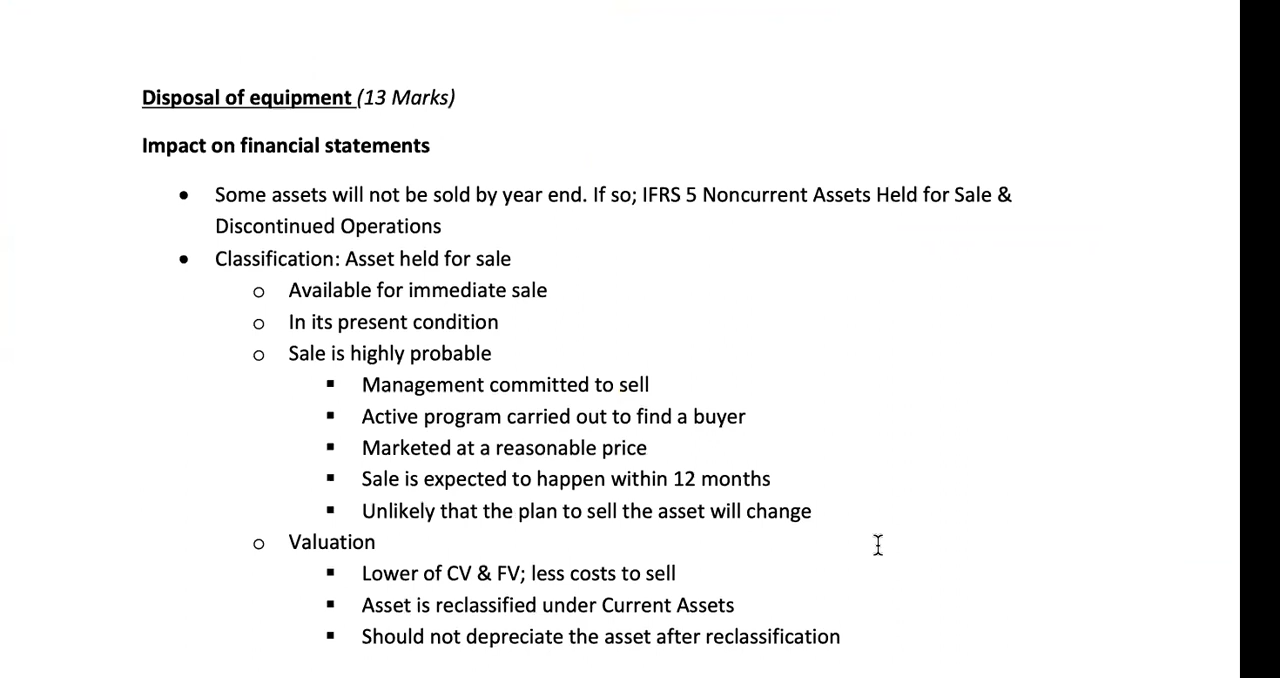 Disposal of equipment (13 Marks)
Impact on financial statements
• Some assets will not be sold by year end. If so; IFRS 5 Noncurrent Assets Held for Sale &
Discontinued Operations
• Classification: Asset held for sale
o Available for immediate sale
o In its present condition
o Sale is highly probable
▪ Management committed to sell
▪ Active program carried out to find a buyer
▪ Marketed at a reasonable price
▪ Sale is expected to happen within 12 months
▪ Unlikely that the plan to sell the asset will change
o Valuation
▪ Lower of CV & FV; less costs to sell
▪ Asset is reclassified under Current Assets
▪ Should not depreciate the asset after reclassification